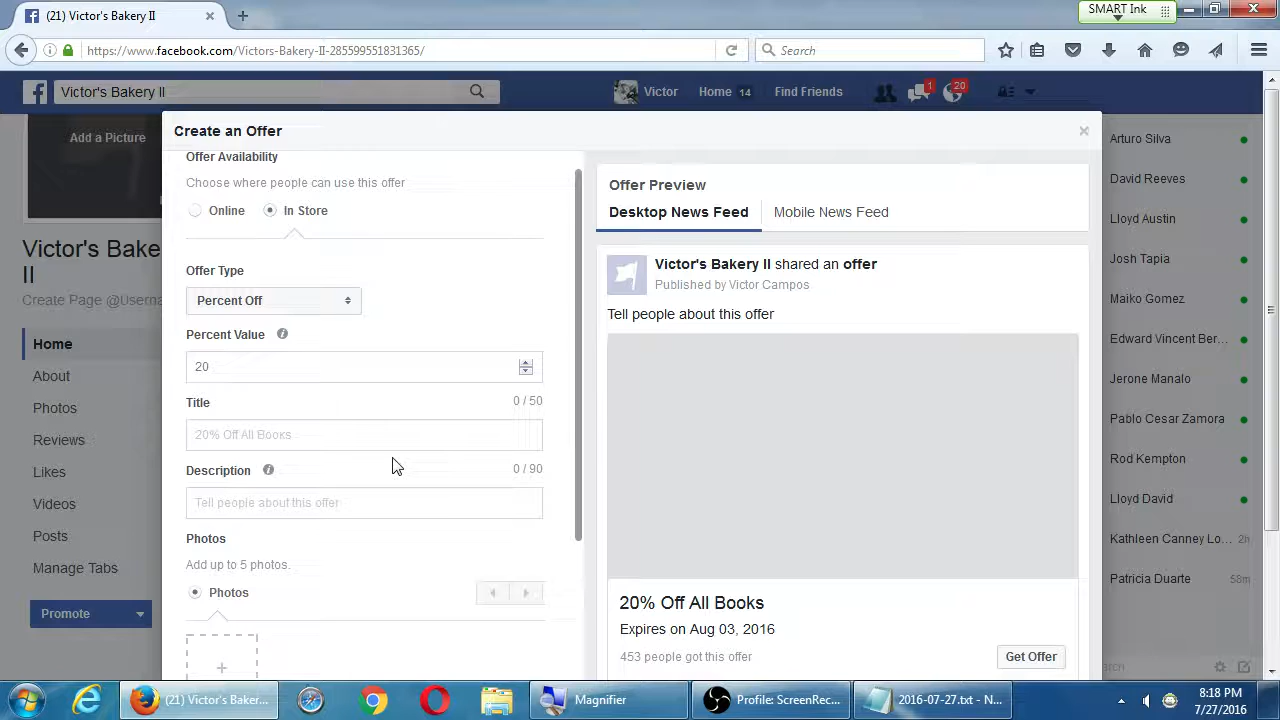 (21) Victor's Bakery II
SMART Ink
https://www.facebook.com/Victors-Bakery-II-285599551831365/
Search
Victor's Bakery II
Victor
Home 14
Find Friends
1
20
Add a Picture
Create an Offer
Offer Availability
Choose where people can use this offer
Online
In Store
Offer Type
Percent Off
Percent Value
20
Title
0 / 50
20% Off All Books
Description
0 / 90
Tell people about this offer
Photos
Add up to 5 photos.
Photos
Offer Preview
Desktop News Feed
Mobile News Feed
Victor's Bakery II shared an offer
Published by Victor Campos
Tell people about this offer
20% Off All Books
Expires on Aug 03, 2016
453 people got this offer
Get Offer
Victor's Bake
II
Create Page @Userna
Home
About
Photos
Reviews
Likes
Videos
Posts
Manage Tabs
Promote
Arturo Silva
David Reeves
Lloyd Austin
Josh Tapia
Maiko Gomez
Edward Vincent Ber...
Jerone Manalo
Pablo Cesar Zamora
Rod Kempton
Lloyd David
Kathleen Canney Lo... 2h
Patricia Duarte 58m
(21) Victor's Baker...
Magnifier
Profile: ScreenRec...
2016-07-27.txt - N...
8:18 PM
7/27/2016